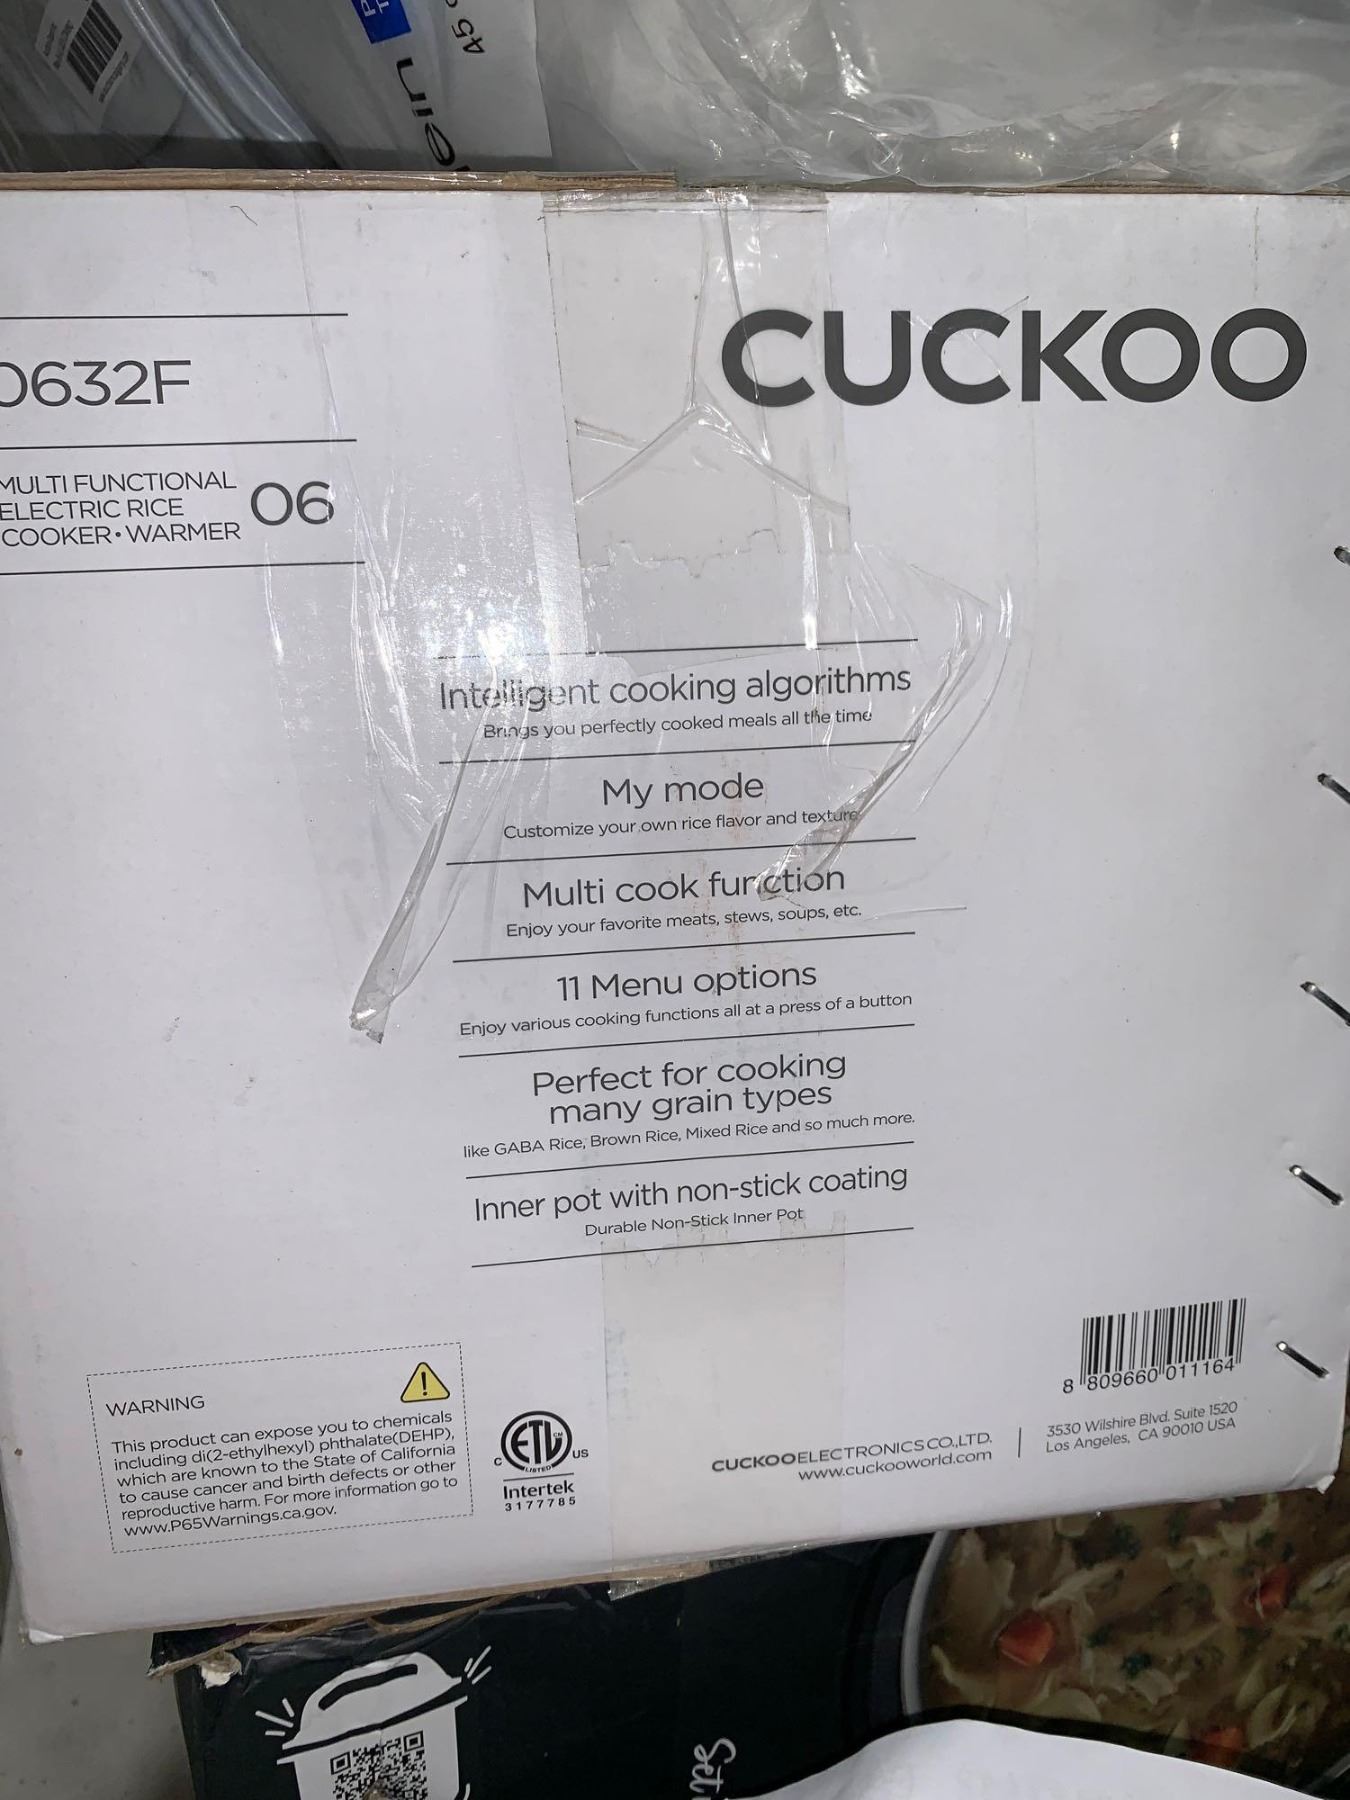 45
lein
CUCKOO
0632F
MULTI FUNCTIONAL
ELECTRIC RICE
COOKER•WARMER
06
Intelligent cooking algorithms
Brings you perfectly cooked meals all the time
My mode
Customize your own rice flavor and texture
Multi cook function
Enjoy your favorite meats, stews, soups, etc.
11 Menu options
Enjoy various cooking functions all at a press of a button
Perfect for cooking
many grain types
like GABA Rice, Brown Rice, Mixed Rice and so much more.
Inner pot with non-stick coating
Durable Non-Stick Inner Pot
WARNING
This product can expose you to chemicals
including di(2-ethylhexyl) phthalate(DEHP),
which are known to the State of California
to cause cancer and birth defects or other
reproductive harm. For more information go to
www.P65Warnings.ca.gov.
ETL CM
C US
LISTED
Intertek
3177785
CUCKOOELECTRONICSCO.,LTD.
www.cuckooworld.com
8 809660 011164
3530 Wilshire Blvd. Suite 1520
Los Angeles, CA 90010 USA